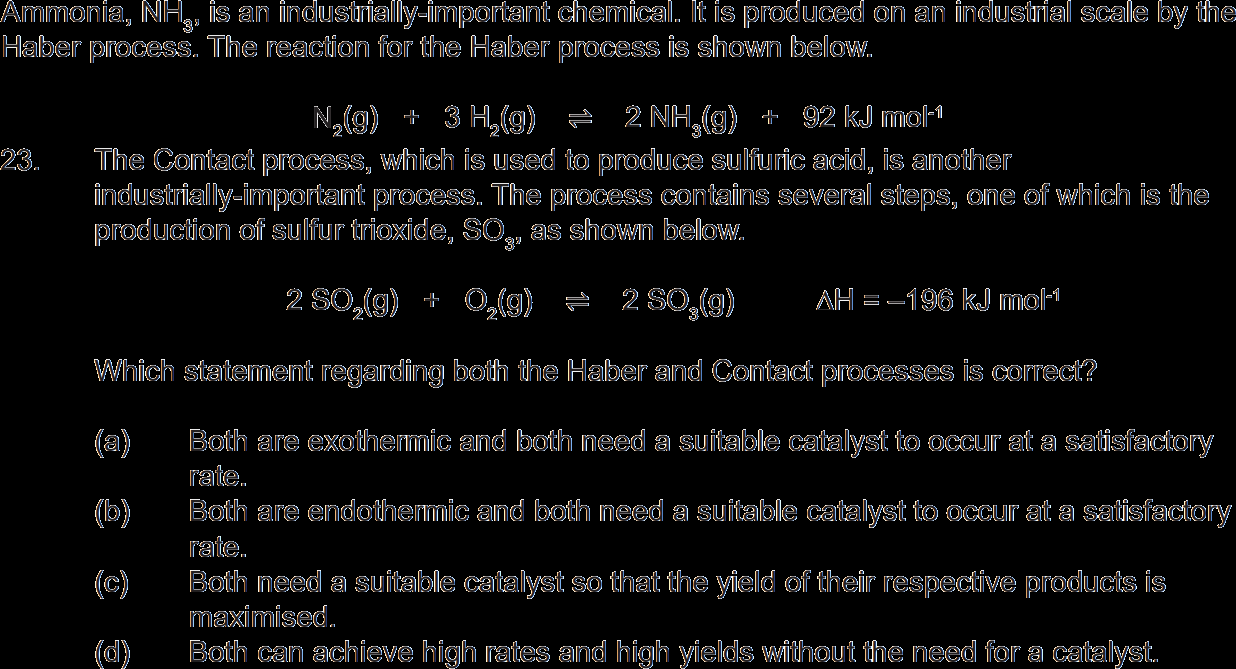 Ammonia, NH₃, is an industrially-important chemical. It is produced on an industrial scale by the
Haber process. The reaction for the Haber process is shown below.
N₂(g) + 3 H₂(g) ⇌ 2 NH₃(g) + 92 kJ mol⁻¹
23. The Contact process, which is used to produce sulfuric acid, is another
industrially-important process. The process contains several steps, one of which is the
production of sulfur trioxide, SO₃, as shown below.
2 SO₂(g) + O₂(g) ⇌ 2 SO₃(g) ΔH = –196 kJ mol⁻¹
Which statement regarding both the Haber and Contact processes is correct?
(a) Both are exothermic and both need a suitable catalyst to occur at a satisfactory
rate.
(b) Both are endothermic and both need a suitable catalyst to occur at a satisfactory
rate.
(c) Both need a suitable catalyst so that the yield of their respective products is
maximised.
(d) Both can achieve high rates and high yields without the need for a catalyst.